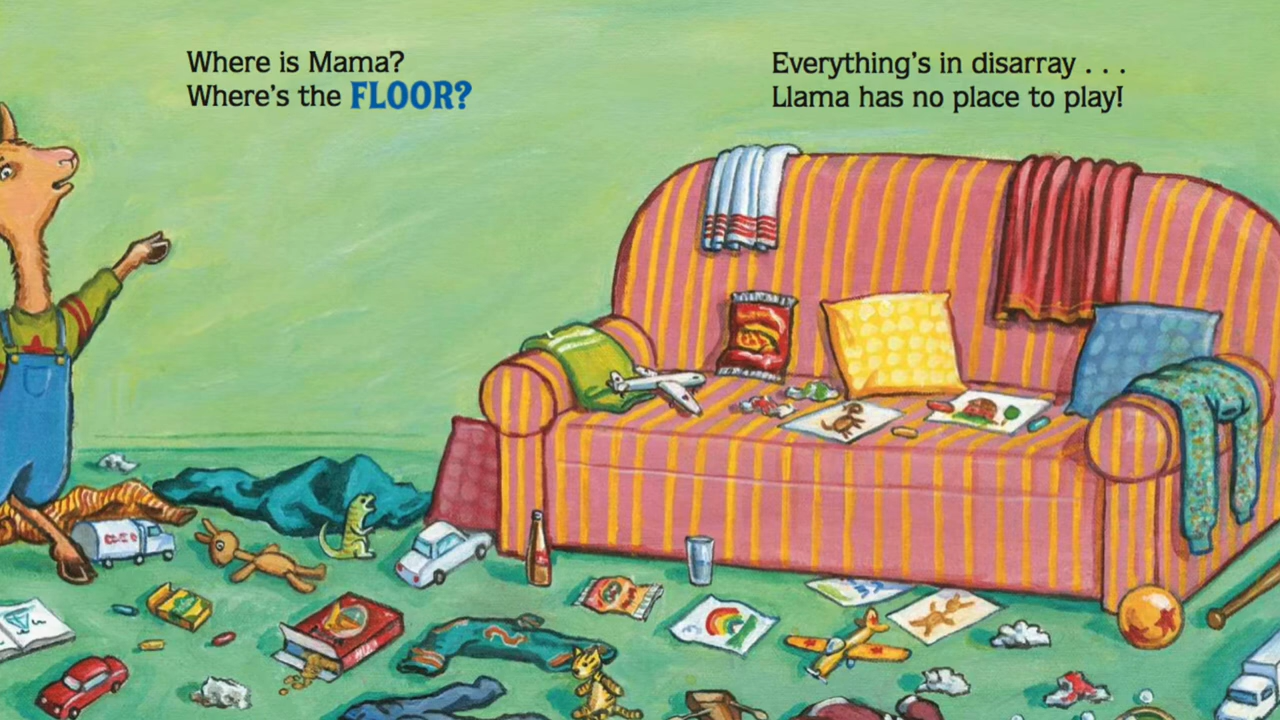 Where is Mama?
Where's the FLOOR?
Everything's in disarray . . .
Llama has no place to play!